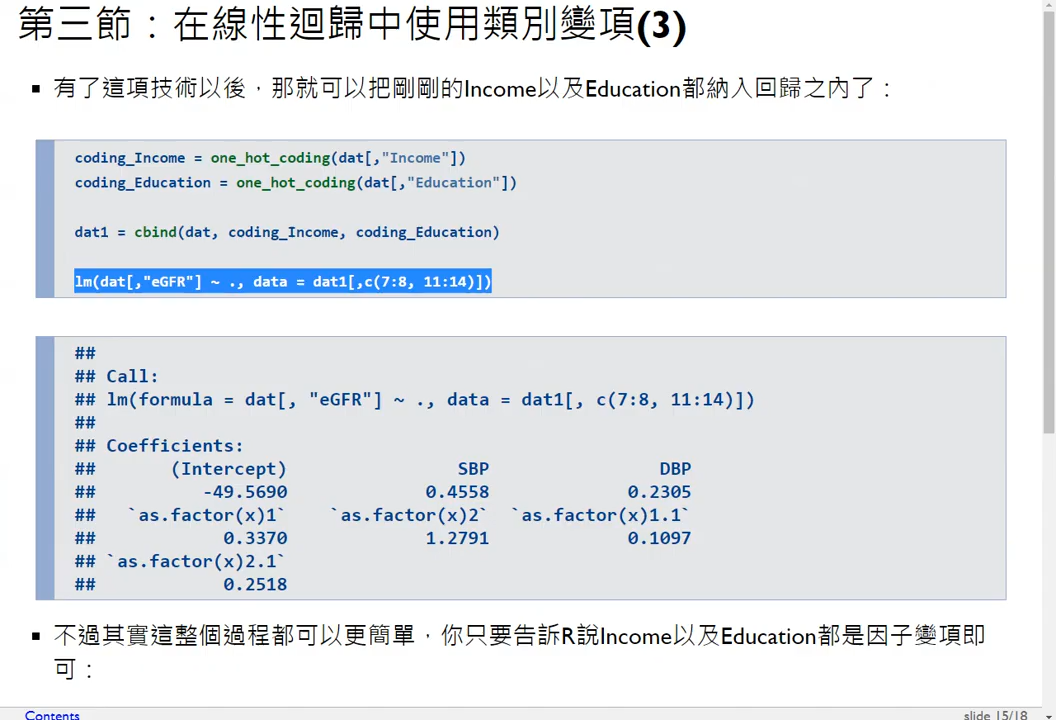 第三節：在線性迴歸中使用類別變項(3)
▪ 有了這項技術以後，那就可以把剛剛的Income以及Education都納入回歸之內了：
coding_Income = one_hot_coding(dat[,"Income"])
coding_Education = one_hot_coding(dat[,"Education"])
dat1 = cbind(dat, coding_Income, coding_Education)
lm(dat[,"eGFR"] ~ ., data = dat1[,c(7:8, 11:14)])
##
## Call:
## lm(formula = dat[, "eGFR"] ~ ., data = dat1[, c(7:8, 11:14)])
##
## Coefficients:
##       (Intercept)                SBP                DBP
##          -49.5690             0.4558             0.2305
##   `as.factor(x)1`    `as.factor(x)2`  `as.factor(x)1.1`
##            0.3370             1.2791             0.1097
## `as.factor(x)2.1`
##            0.2518
▪ 不過其實這整個過程都可以更簡單，你只要告訴R說Income以及Education都是因子變項即
可：
Contents
slide 15/18